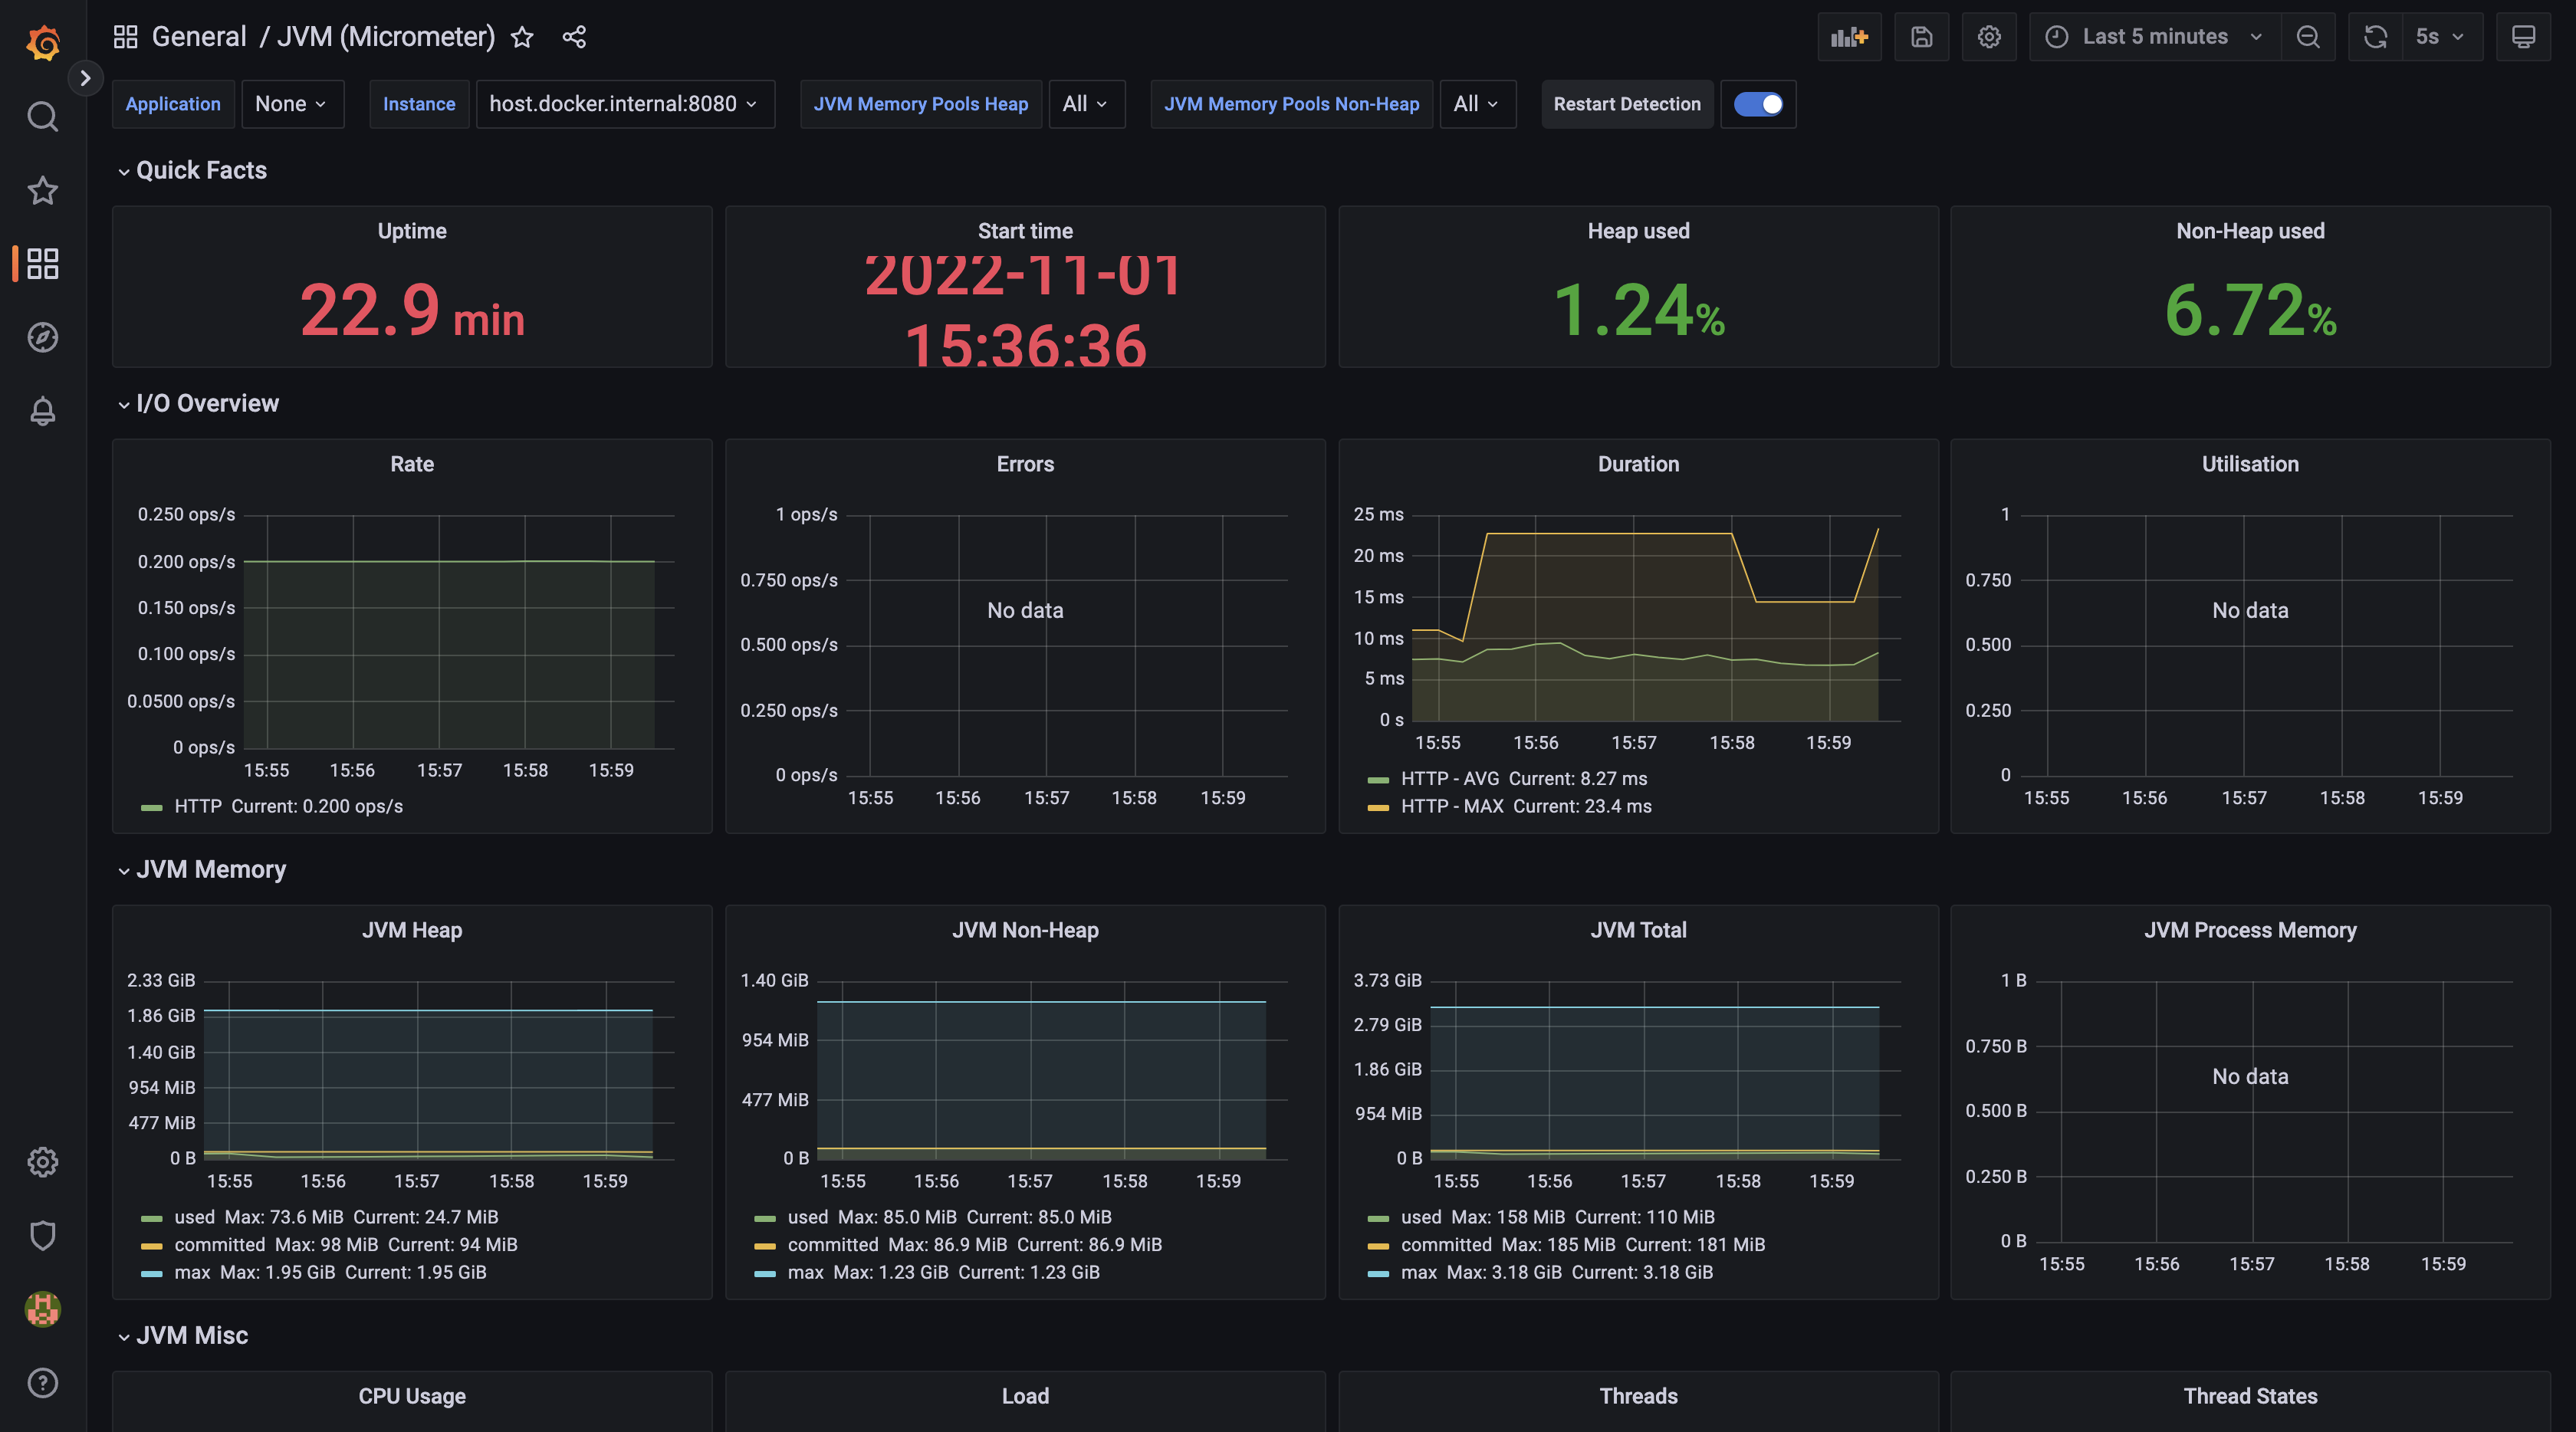 General / JVM (Micrometer)
Last 5 minutes
5s
Application None
Instance host.docker.internal:8080
JVM Memory Pools Heap All
JVM Memory Pools Non-Heap All
Restart Detection
Quick Facts
Uptime
22.9 min
Start time
2022-11-01
15:36:36
Heap used
1.24%
Non-Heap used
6.72%
I/O Overview
Rate
0.250 ops/s
0.200 ops/s
0.150 ops/s
0.100 ops/s
0.0500 ops/s
0 ops/s
15:55 15:56 15:57 15:58 15:59
HTTP Current: 0.200 ops/s
Errors
1 ops/s
0.750 ops/s
0.500 ops/s
0.250 ops/s
0 ops/s
No data
15:55 15:56 15:57 15:58 15:59
Duration
25 ms
20 ms
15 ms
10 ms
5 ms
0 s
15:55 15:56 15:57 15:58 15:59
HTTP - AVG Current: 8.27 ms
HTTP - MAX Current: 23.4 ms
Utilisation
1
0.750
0.500
0.250
0
No data
15:55 15:56 15:57 15:58 15:59
JVM Memory
JVM Heap
2.33 GiB
1.86 GiB
1.40 GiB
954 MiB
477 MiB
0 B
15:55 15:56 15:57 15:58 15:59
used Max: 73.6 MiB Current: 24.7 MiB
committed Max: 98 MiB Current: 94 MiB
max Max: 1.95 GiB Current: 1.95 GiB
JVM Non-Heap
1.40 GiB
954 MiB
477 MiB
0 B
15:55 15:56 15:57 15:58 15:59
used Max: 85.0 MiB Current: 85.0 MiB
committed Max: 86.9 MiB Current: 86.9 MiB
max Max: 1.23 GiB Current: 1.23 GiB
JVM Total
3.73 GiB
2.79 GiB
1.86 GiB
954 MiB
0 B
15:55 15:56 15:57 15:58 15:59
used Max: 158 MiB Current: 110 MiB
committed Max: 185 MiB Current: 181 MiB
max Max: 3.18 GiB Current: 3.18 GiB
JVM Process Memory
1 B
0.750 B
0.500 B
0.250 B
0 B
No data
15:55 15:56 15:57 15:58 15:59
JVM Misc
CPU Usage
Load
Threads
Thread States